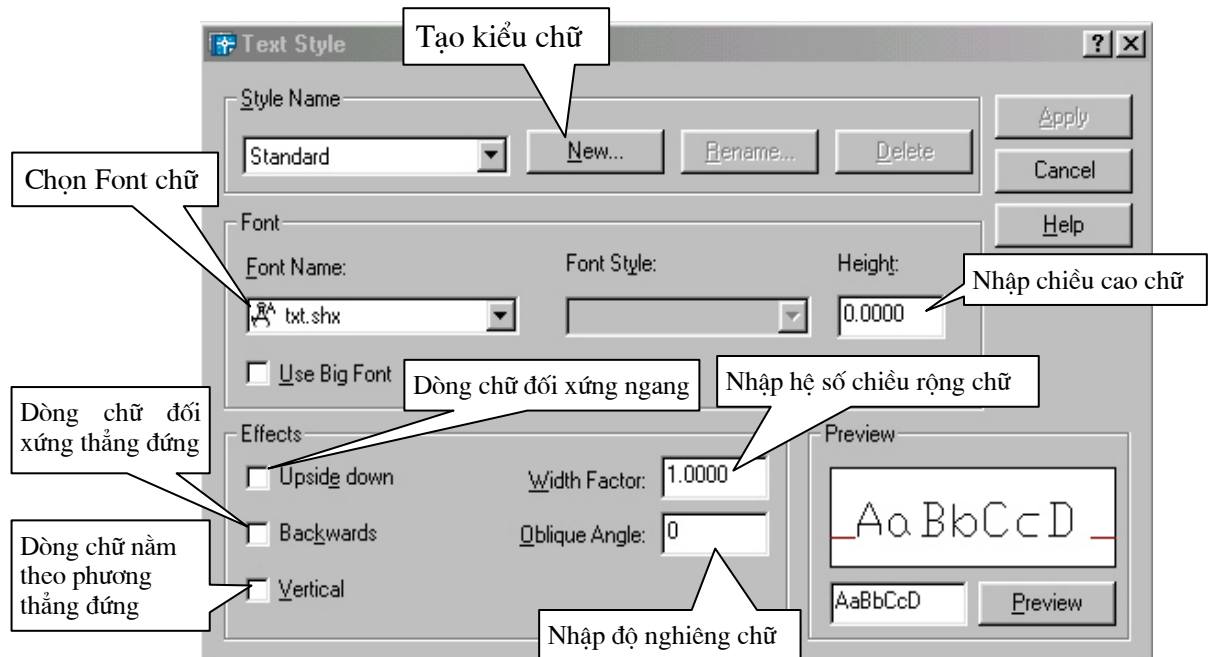 Text Style
Tạo kiểu chữ
Style Name
Standard
New...
Rename...
Delete
Apply
Cancel
Help
Chọn Font chữ
Font
Font Name:
Font Style:
Height:
txt.shx
0.0000
Nhập chiều cao chữ
Use Big Font
Dòng chữ đối xứng ngang
Nhập hệ số chiều rộng chữ
Dòng chữ đối
xứng thẳng đứng
Effects
Upside down
Width Factor:
1.0000
Backwards
Oblique Angle:
0
Vertical
Dòng chữ nằm
theo phương
thẳng đứng
Nhập độ nghiêng chữ
Preview
AaBbCcD
AaBbCcD
Preview